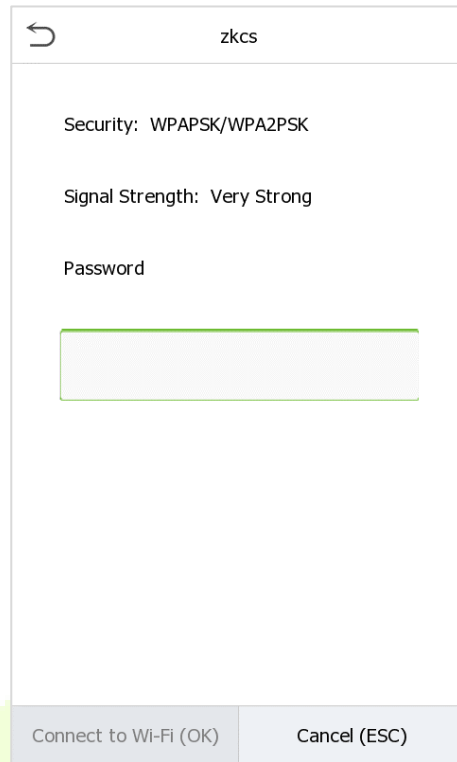 zkcs
Security: WPAPSK/WPA2PSK
Signal Strength: Very Strong
Password
Connect to Wi-Fi (OK) Cancel (ESC)